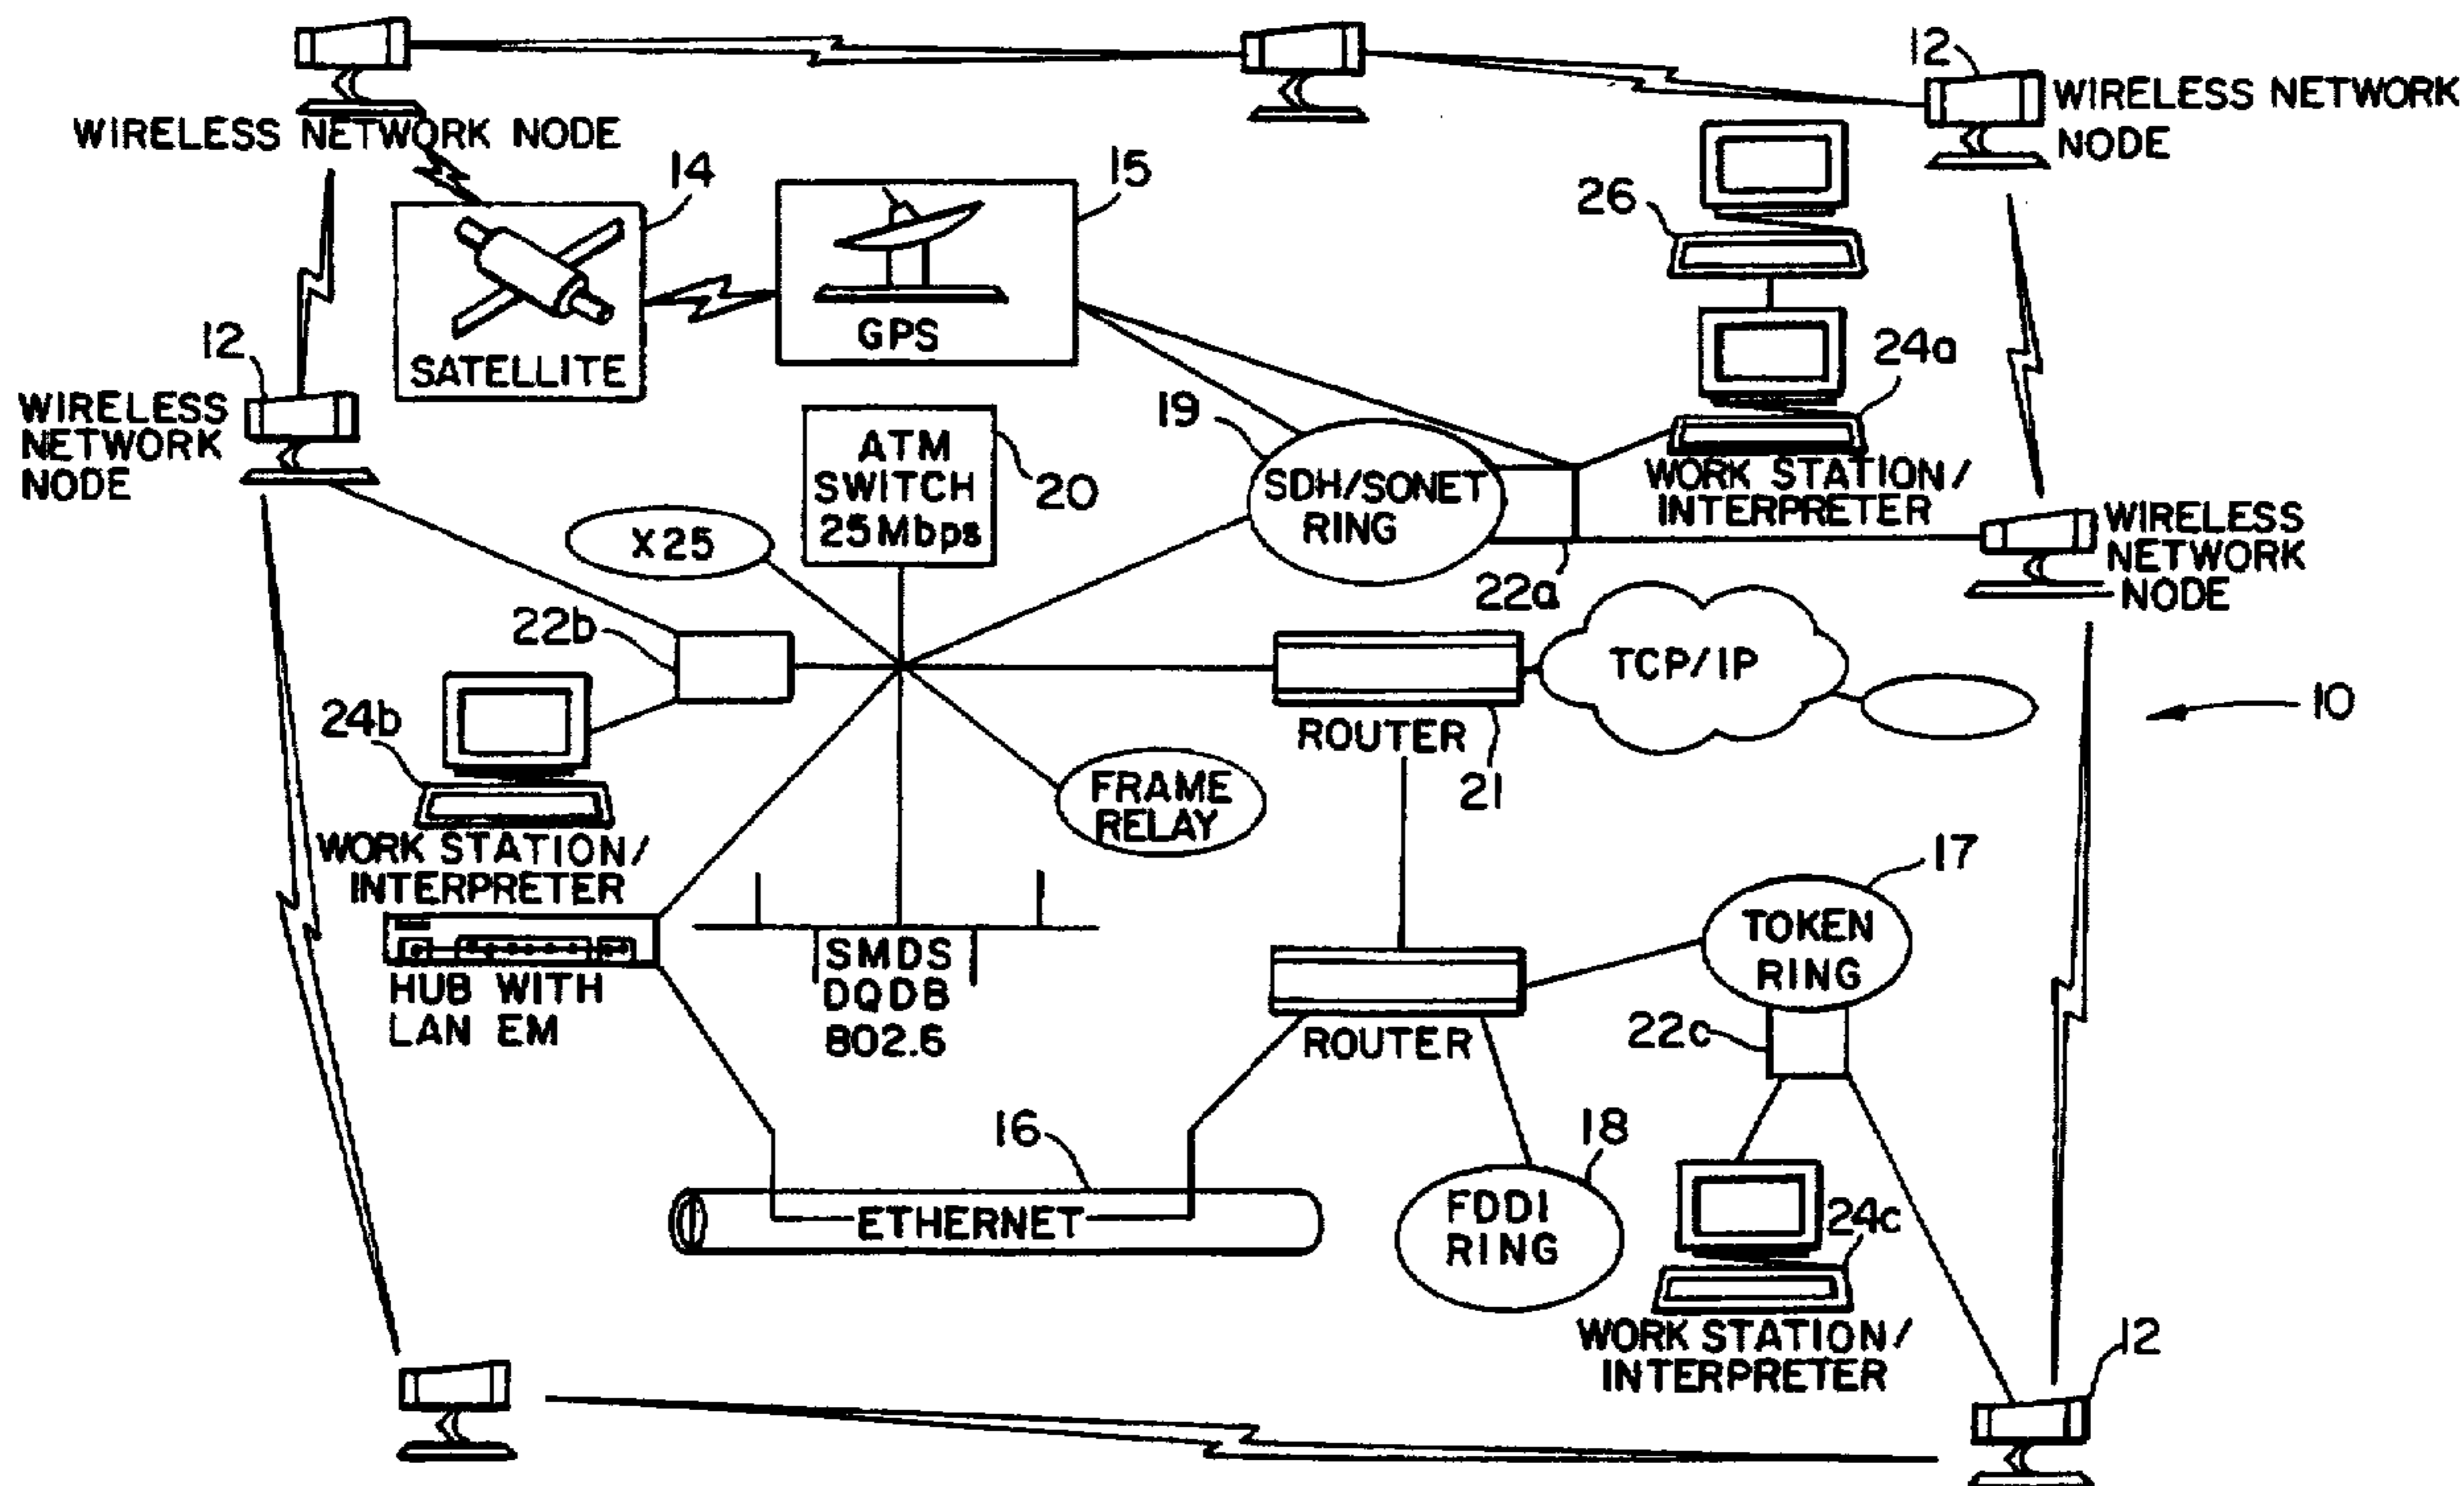 12
WIRELESS NETWORK
NODE
WIRELESS NETWORK NODE
14
15
26
SATELLITE
GPS
12
WIRELESS
NETWORK
NODE
24a
19
ATM
SWITCH
25Mbps
20
SDH/SONET
RING
WORK STATION/
INTERPRETER
X25
22a
WIRELESS
NETWORK
NODE
22b
TCP/IP
10
24b
ROUTER
21
FRAME
RELAY
WORK STATION/
INTERPRETER
17
TOKEN
RING
HUB WITH
LAN EM
SMDS
DQDB
802.6
ROUTER
22c
16
18
ETHERNET
FDDI
RING
24c
WORK STATION/
INTERPRETER
12